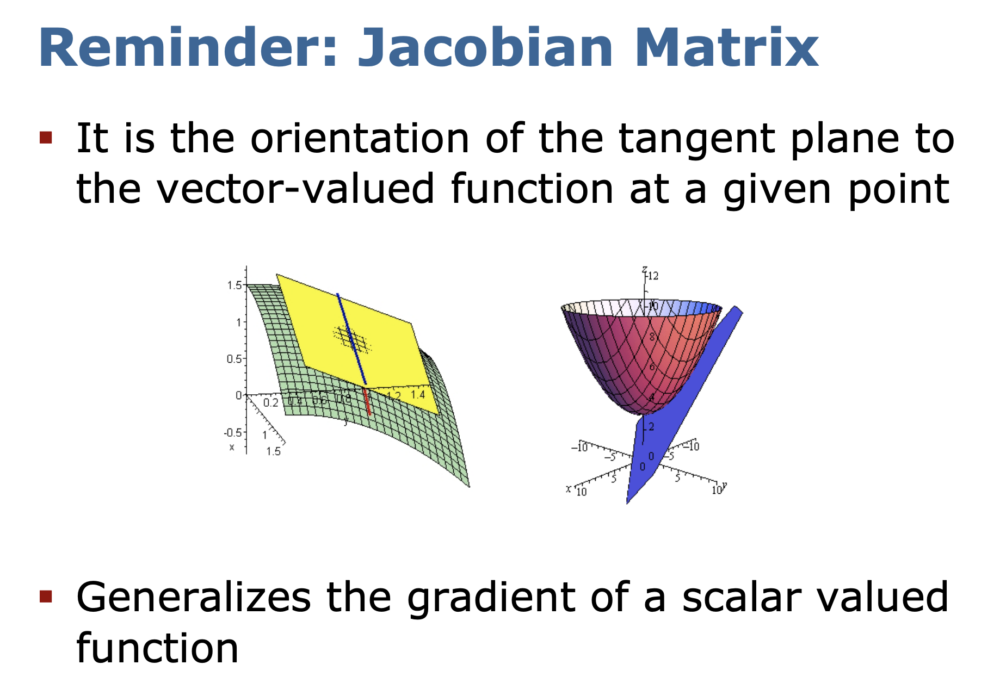 Reminder: Jacobian Matrix
▪ It is the orientation of the tangent plane to
the vector-valued function at a given point
1.5
1
0.5
0
-0.5
0.2 0.4 0.6 0.8 1 1.2 1.4
y
1
1.5
x
z
12
10
8
6
4
2
0
0
-10
-5
5
x 10
-10
-5
5
10 y
▪ Generalizes the gradient of a scalar valued
function